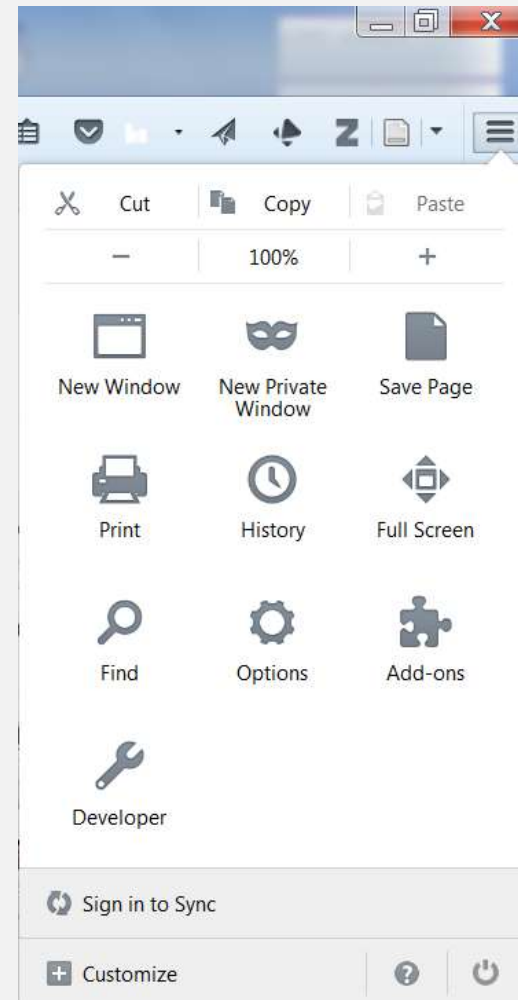 Z
Cut Copy Paste
− 100% +
New Window New Private Window Save Page
Print History Full Screen
Find Options Add-ons
Developer
Sign in to Sync
Customize ?